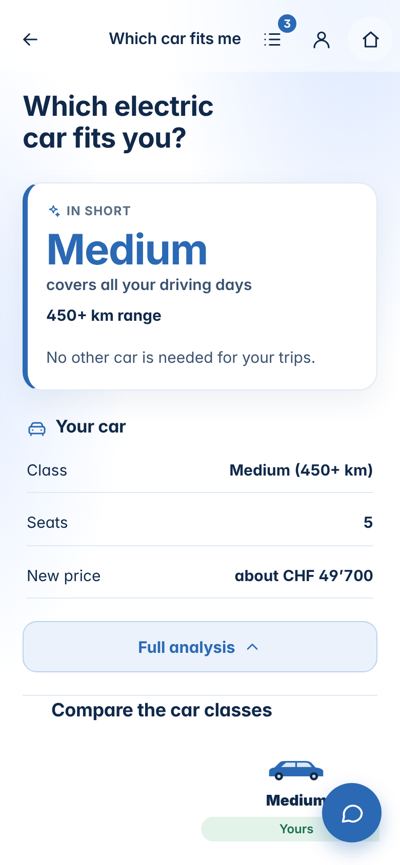 Which car fits me
3
Which electric
car fits you?
IN SHORT
Medium
covers all your driving days
450+ km range
No other car is needed for your trips.
Your car
Class Medium (450+ km)
Seats 5
New price about CHF 49’700
Full analysis
Compare the car classes
Medium
Yours